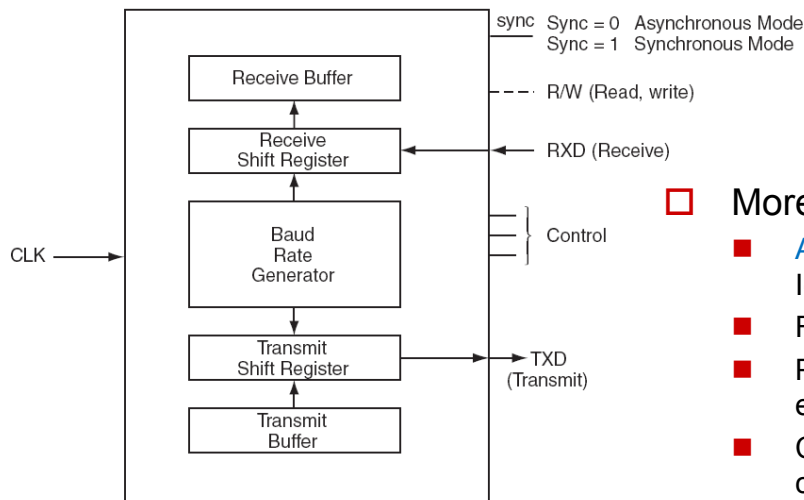 sync Sync = 0 Asynchronous Mode
Sync = 1 Synchronous Mode
Receive Buffer
R/W (Read, write)
Receive
Shift Register
RXD (Receive)
More
Baud
Rate
Generator
Control
CLK
A
I
F
Transmit
Shift Register
TXD
(Transmit)
F
e
Transmit
Buffer
C